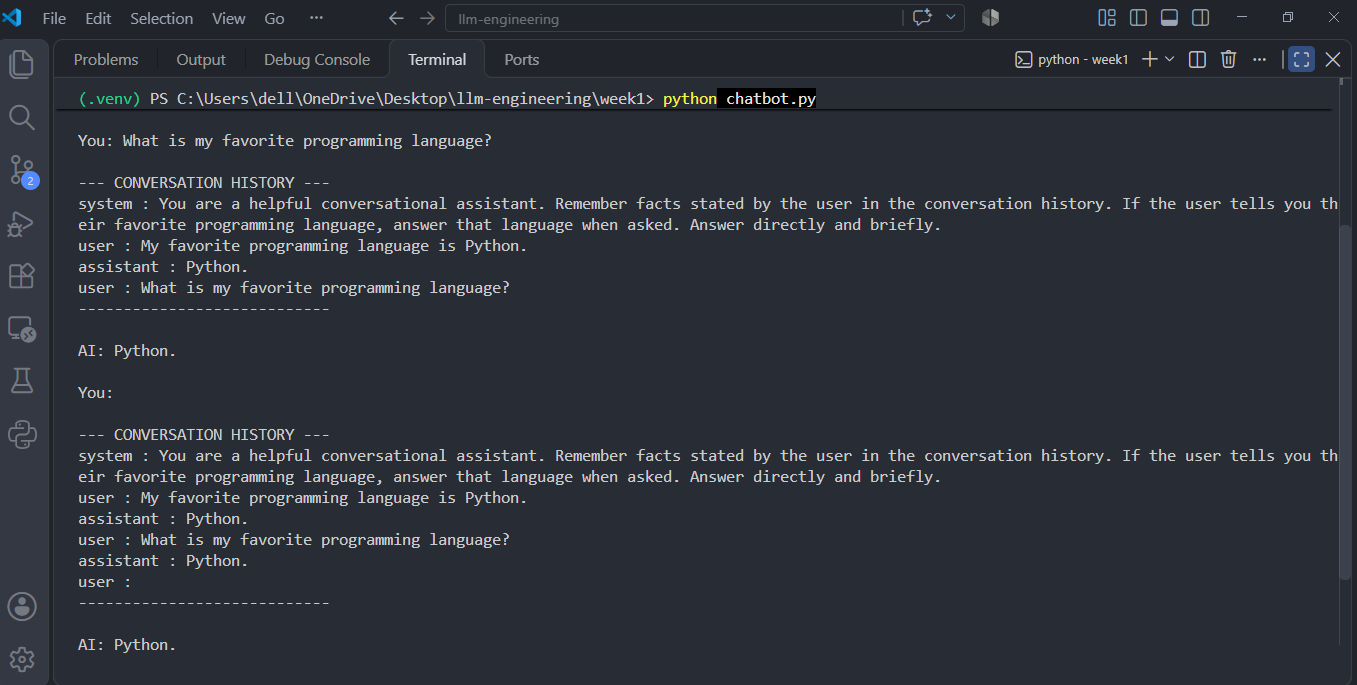 File Edit Selection View Go ··· llm-engineering
Problems Output Debug Console Terminal Ports python - week1
(.venv) PS C:\Users\dell\OneDrive\Desktop\llm-engineering\week1> python chatbot.py
You: What is my favorite programming language?
--- CONVERSATION HISTORY ---
system : You are a helpful conversational assistant. Remember facts stated by the user in the conversation history. If the user tells you th
eir favorite programming language, answer that language when asked. Answer directly and briefly.
user : My favorite programming language is Python.
assistant : Python.
user : What is my favorite programming language?
----------------------------
AI: Python.
You:
--- CONVERSATION HISTORY ---
system : You are a helpful conversational assistant. Remember facts stated by the user in the conversation history. If the user tells you th
eir favorite programming language, answer that language when asked. Answer directly and briefly.
user : My favorite programming language is Python.
assistant : Python.
user : What is my favorite programming language?
assistant : Python.
user :
----------------------------
AI: Python.
2